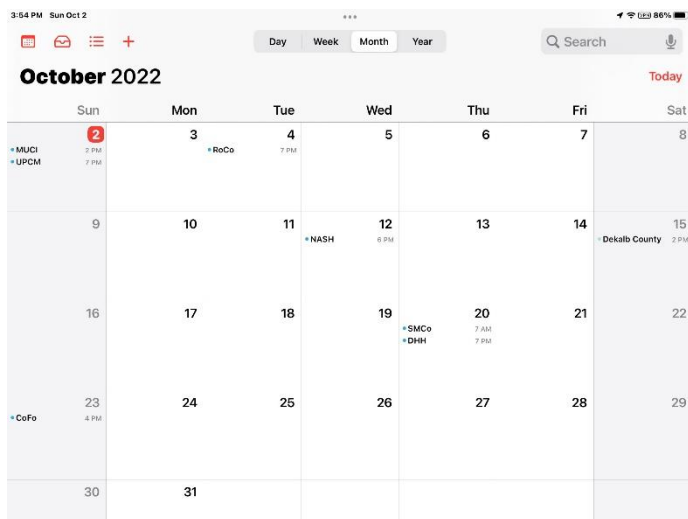 3:54 PM Sun Oct 2 86%
Day Week Month Year Search
October 2022 Today
Sun Mon Tue Wed Thu Fri Sat
2 3 4 5 6 7 8
MUCI 2 PM RoCo 7 PM
UPCM 7 PM
9 10 11 12 13 14 15
NASH 6 PM Dekalb County 2 PM
16 17 18 19 20 21 22
SMCo 7 AM
DHH 7 PM
23 24 25 26 27 28 29
CoFo 4 PM
30 31